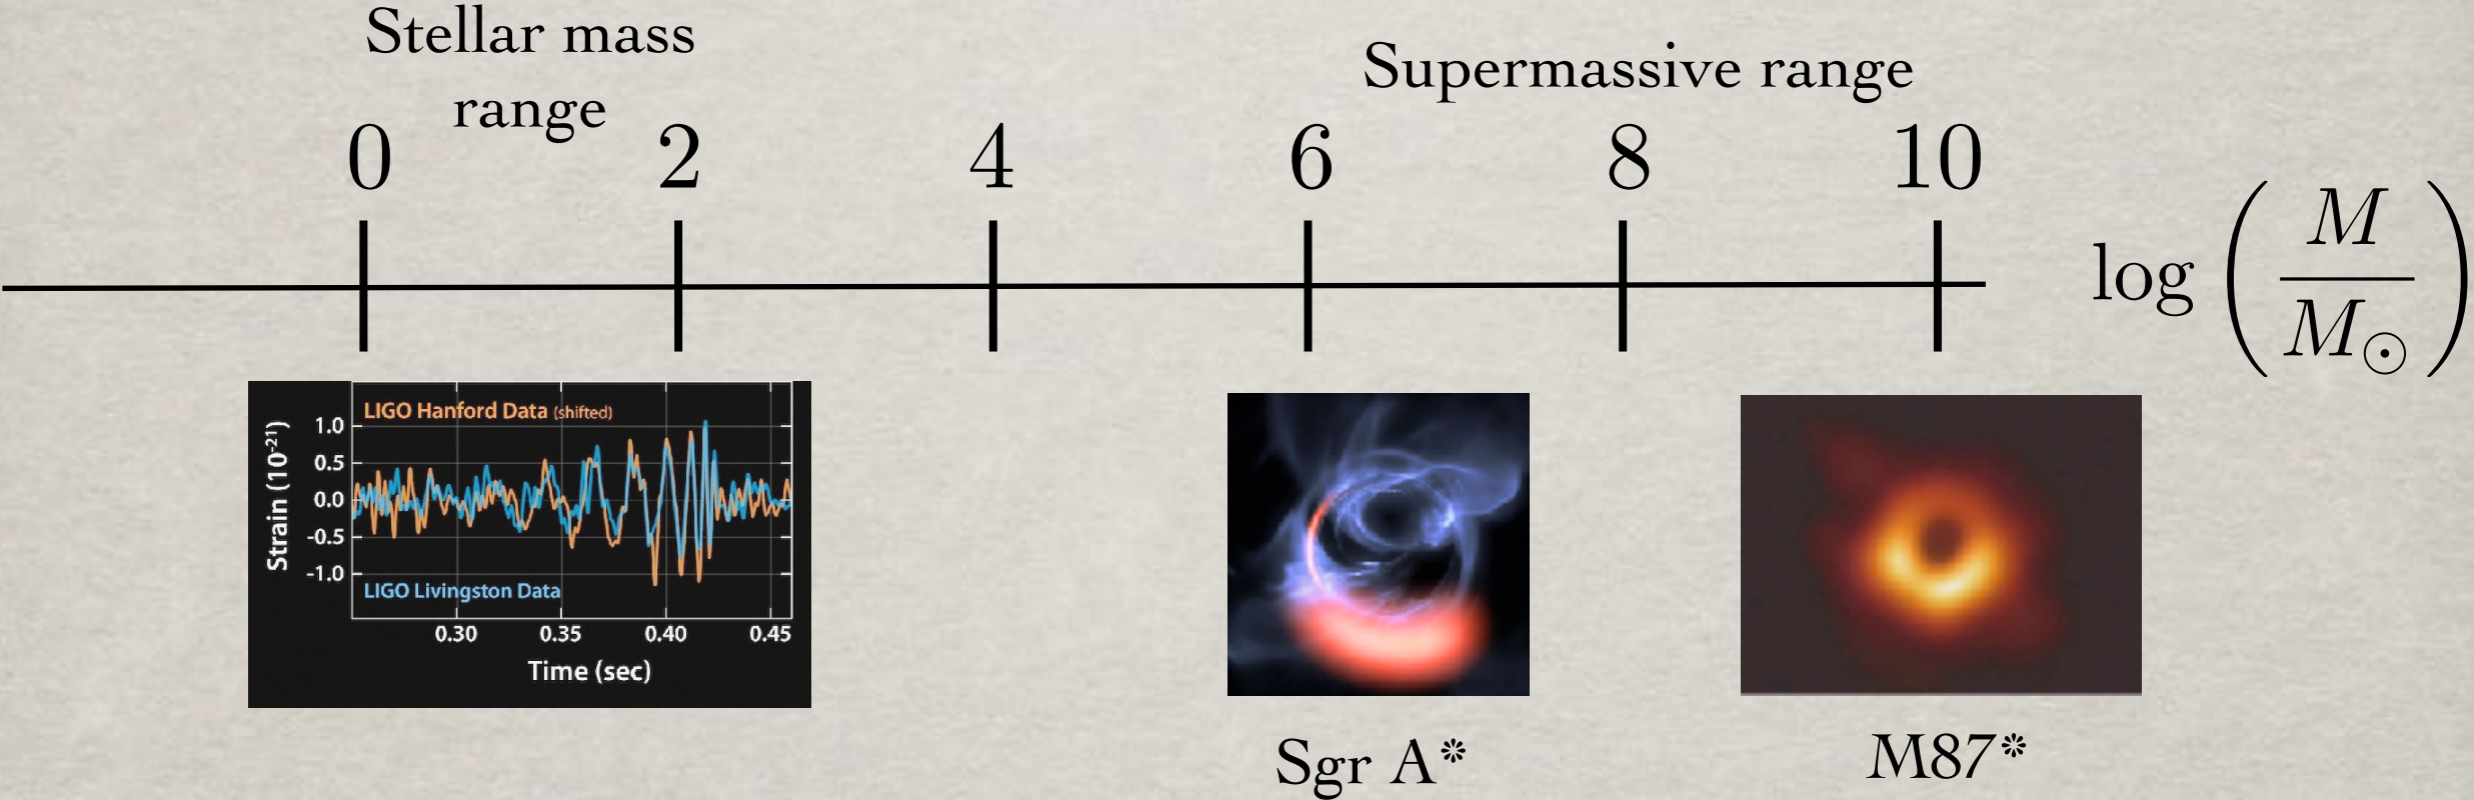 Stellar mass
range
Supermassive range
0 2 4 6 8 10
log ( M / M☉ )
LIGO Hanford Data (shifted)
1.0
0.5
0.0
-0.5
-1.0
Strain (10⁻²¹)
LIGO Livingston Data
0.30 0.35 0.40 0.45
Time (sec)
Sgr A*
M87*